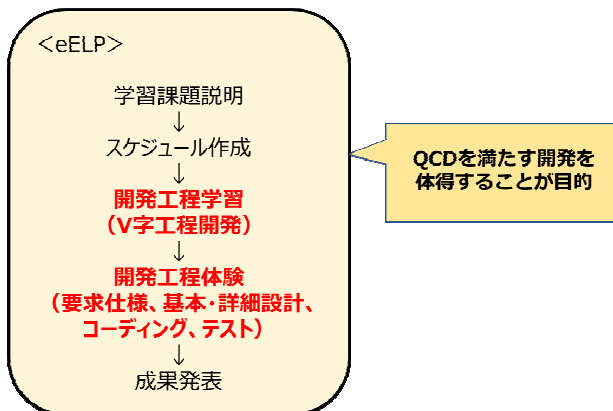 ＜eELP＞
学習課題説明
↓
スケジュール作成
↓
開発工程学習
（V字工程開発）
↓
開発工程体験
（要求仕様、基本・詳細設計、
コーディング、テスト）
↓
成果発表
QCDを満たす開発を
体得することが目的